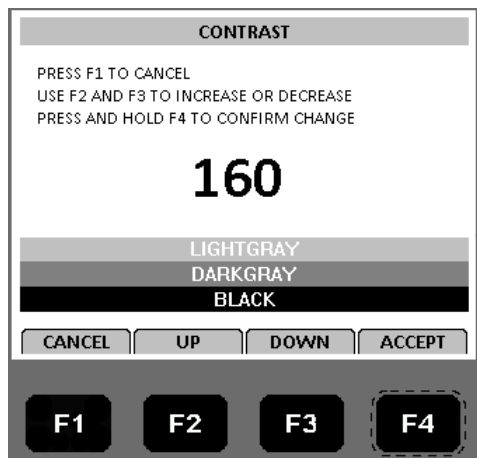 CONTRAST
PRESS F1 TO CANCEL
USE F2 AND F3 TO INCREASE OR DECREASE
PRESS AND HOLD F4 TO CONFIRM CHANGE
160
LIGHTGRAY
DARKGRAY
BLACK
CANCEL UP DOWN ACCEPT
F1 F2 F3 F4